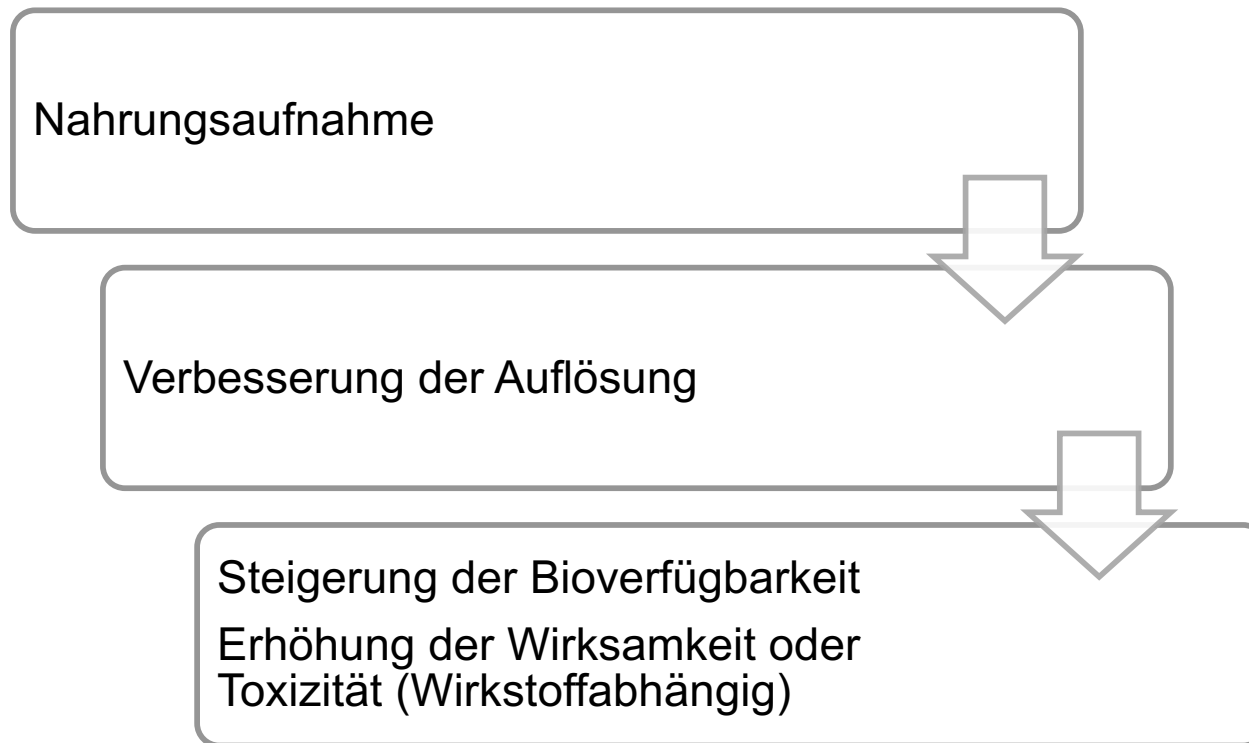 Nahrungsaufnahme
Verbesserung der Auflösung
Steigerung der Bioverfügbarkeit
Erhöhung der Wirksamkeit oder
Toxizität (Wirkstoffabhängig)